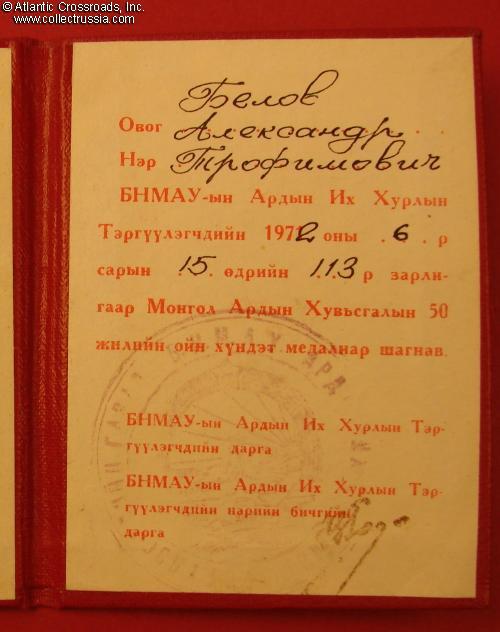 © Atlantic Crossroads, Inc.
www.collectrussia.com
Белов
Овог Александр
Нэр Трофимович
БНМАУ-ын Ардын Их Хурлын
Тэргүүлэгчдийн 1972 оны 6 р
сарын 15 өдрийн 113 р зарли-
гаар Монгол Ардын Хувьсгалын 50
жилийн ойн хүндэт медалиар шагнав.
БНМАУ-ын Ардын Их Хурлын Тэр-
гүүлэгчдийн дарга
БНМАУ-ын Ардын Их Хурлын Тэр-
гүүлэгчдийн нарийн бичгийн
дарга